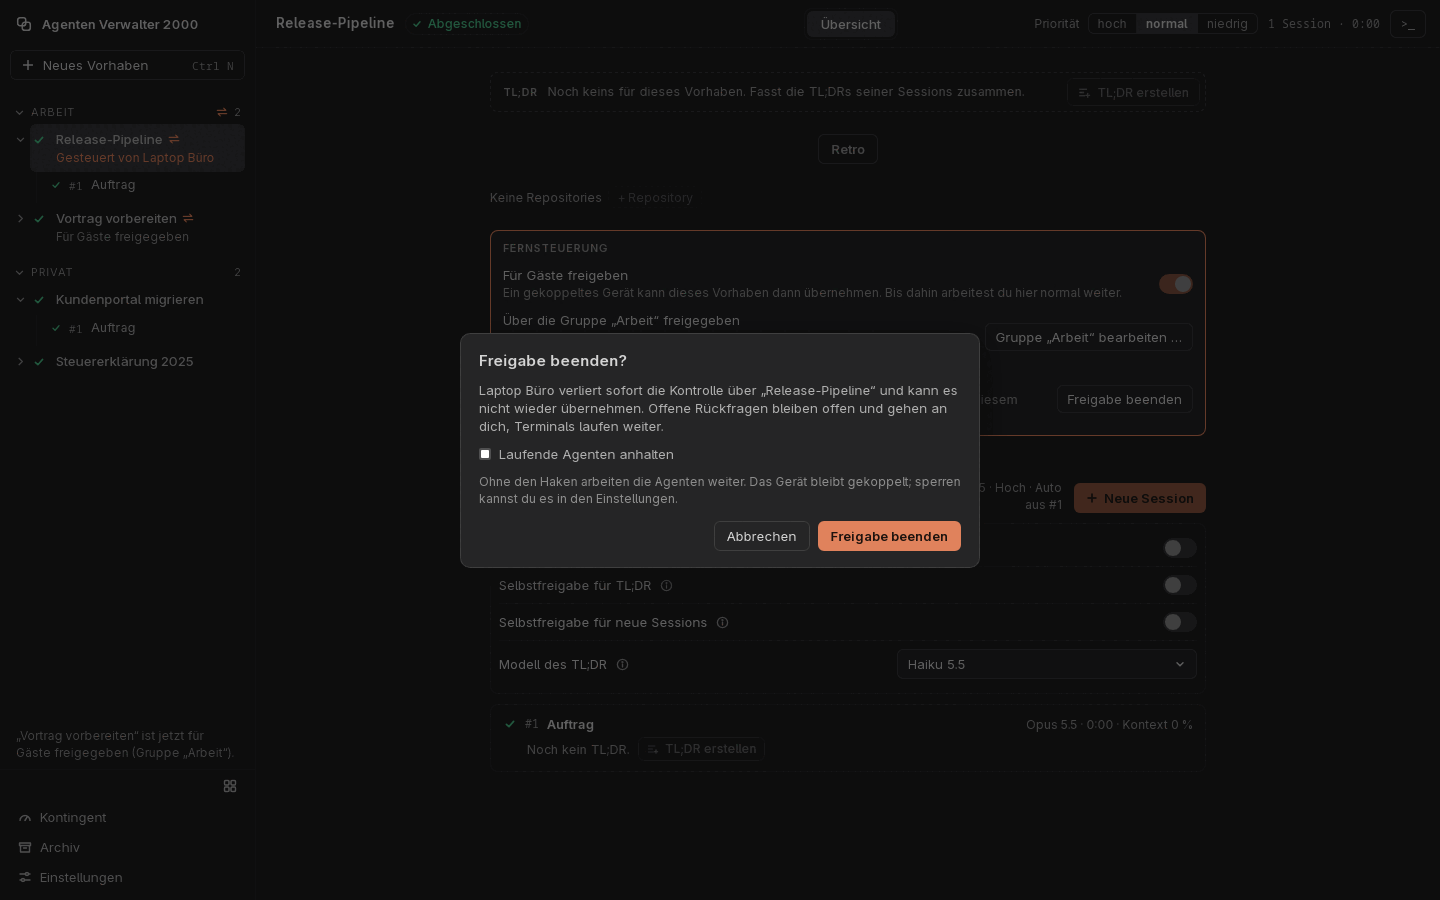 Agenten Verwalter 2000
Neues Vorhaben Ctrl N
ARBEIT 2
Release-Pipeline
Gesteuert von Laptop Büro
#1 Auftrag
Vortrag vorbereiten
Für Gäste freigegeben
PRIVAT 2
Kundenportal migrieren
#1 Auftrag
Steuererklärung 2025
„Vortrag vorbereiten“ ist jetzt für
Gäste freigegeben (Gruppe „Arbeit“).
Kontingent
Archiv
Einstellungen
Release-Pipeline Abgeschlossen Übersicht Priorität hoch normal niedrig 1 Session · 0:00 >_
TL;DR Noch keins für dieses Vorhaben. Fasst die TL;DRs seiner Sessions zusammen. TL;DR erstellen
Retro
Keine Repositories + Repository
FERNSTEUERUNG
Für Gäste freigeben
Ein gekoppeltes Gerät kann dieses Vorhaben dann übernehmen. Bis dahin arbeitest du hier normal weiter.
Über die Gruppe „Arbeit“ freigegeben
Gruppe „Arbeit“ bearbeiten ...
Freigabe beenden
Freigabe beenden?
Laptop Büro verliert sofort die Kontrolle über „Release-Pipeline“ und kann es
nicht wieder übernehmen. Offene Rückfragen bleiben offen und gehen an
dich, Terminals laufen weiter.
Laufende Agenten anhalten
Ohne den Haken arbeiten die Agenten weiter. Das Gerät bleibt gekoppelt; sperren
kannst du es in den Einstellungen.
Abbrechen Freigabe beenden
5 · Hoch · Auto
aus #1
+ Neue Session
Selbstfreigabe für TL;DR
Selbstfreigabe für neue Sessions
Modell des TL;DR Haiku 5.5
#1 Auftrag Opus 5.5 · 0:00 · Kontext 0 %
Noch kein TL;DR. TL;DR erstellen